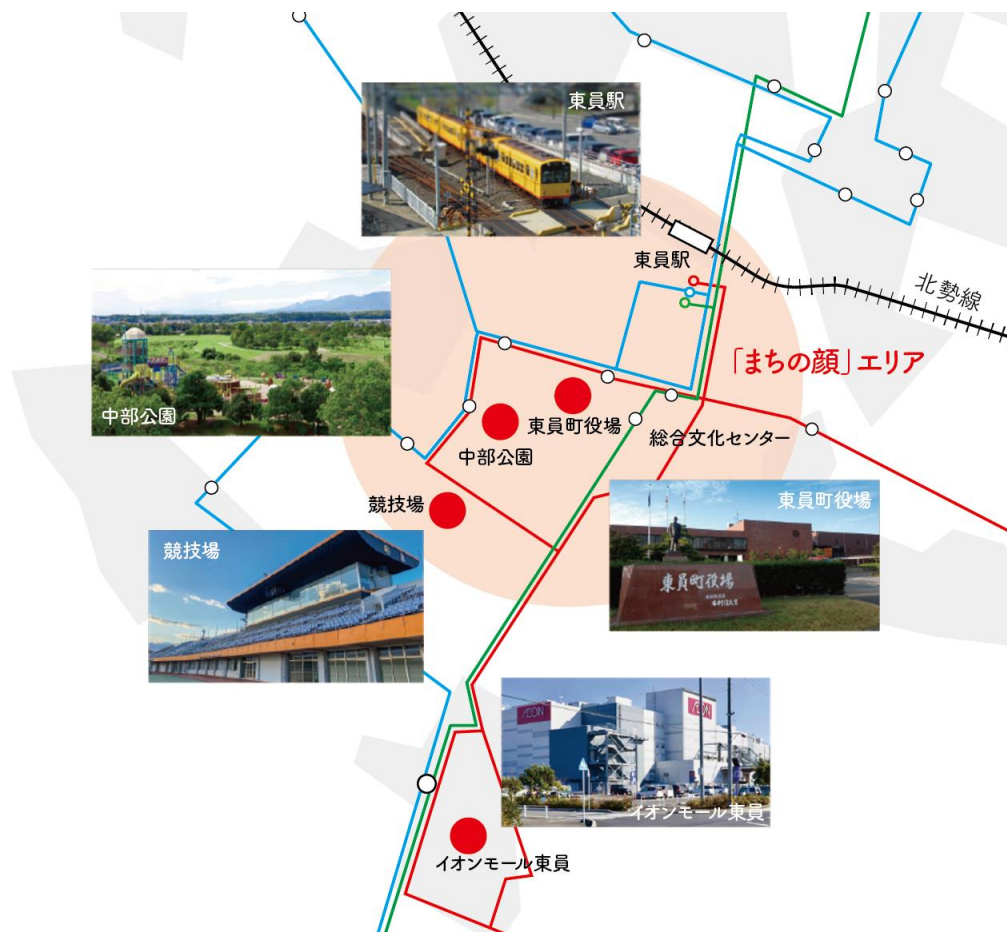 東員駅
東員駅
北勢線
「まちの顔」エリア
中部公園
東員町役場
中部公園
総合文化センター
競技場
競技場
東員町役場
東員町役場
AEON
AEON
イオンモール東員
イオンモール東員